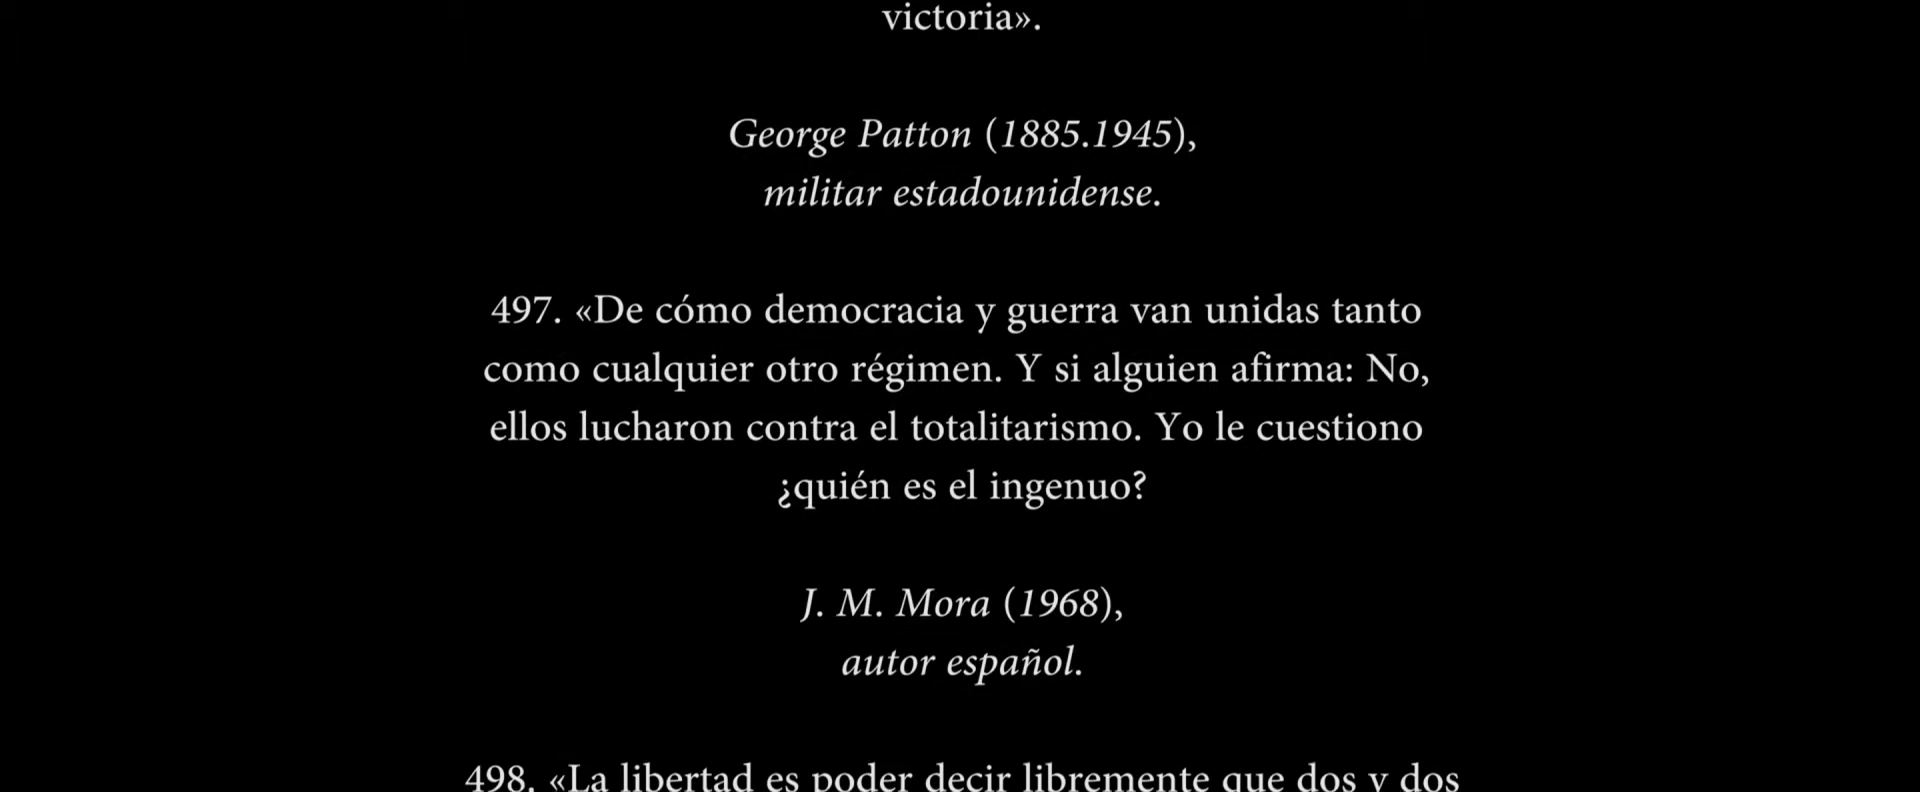 victoria».
George Patton (1885.1945),
militar estadounidense.
497. «De cómo democracia y guerra van unidas tanto
como cualquier otro régimen. Y si alguien afirma: No,
ellos lucharon contra el totalitarismo. Yo le cuestiono
¿quién es el ingenuo?
J. M. Mora (1968),
autor español.
498. «La libertad es poder decir libremente que dos y dos